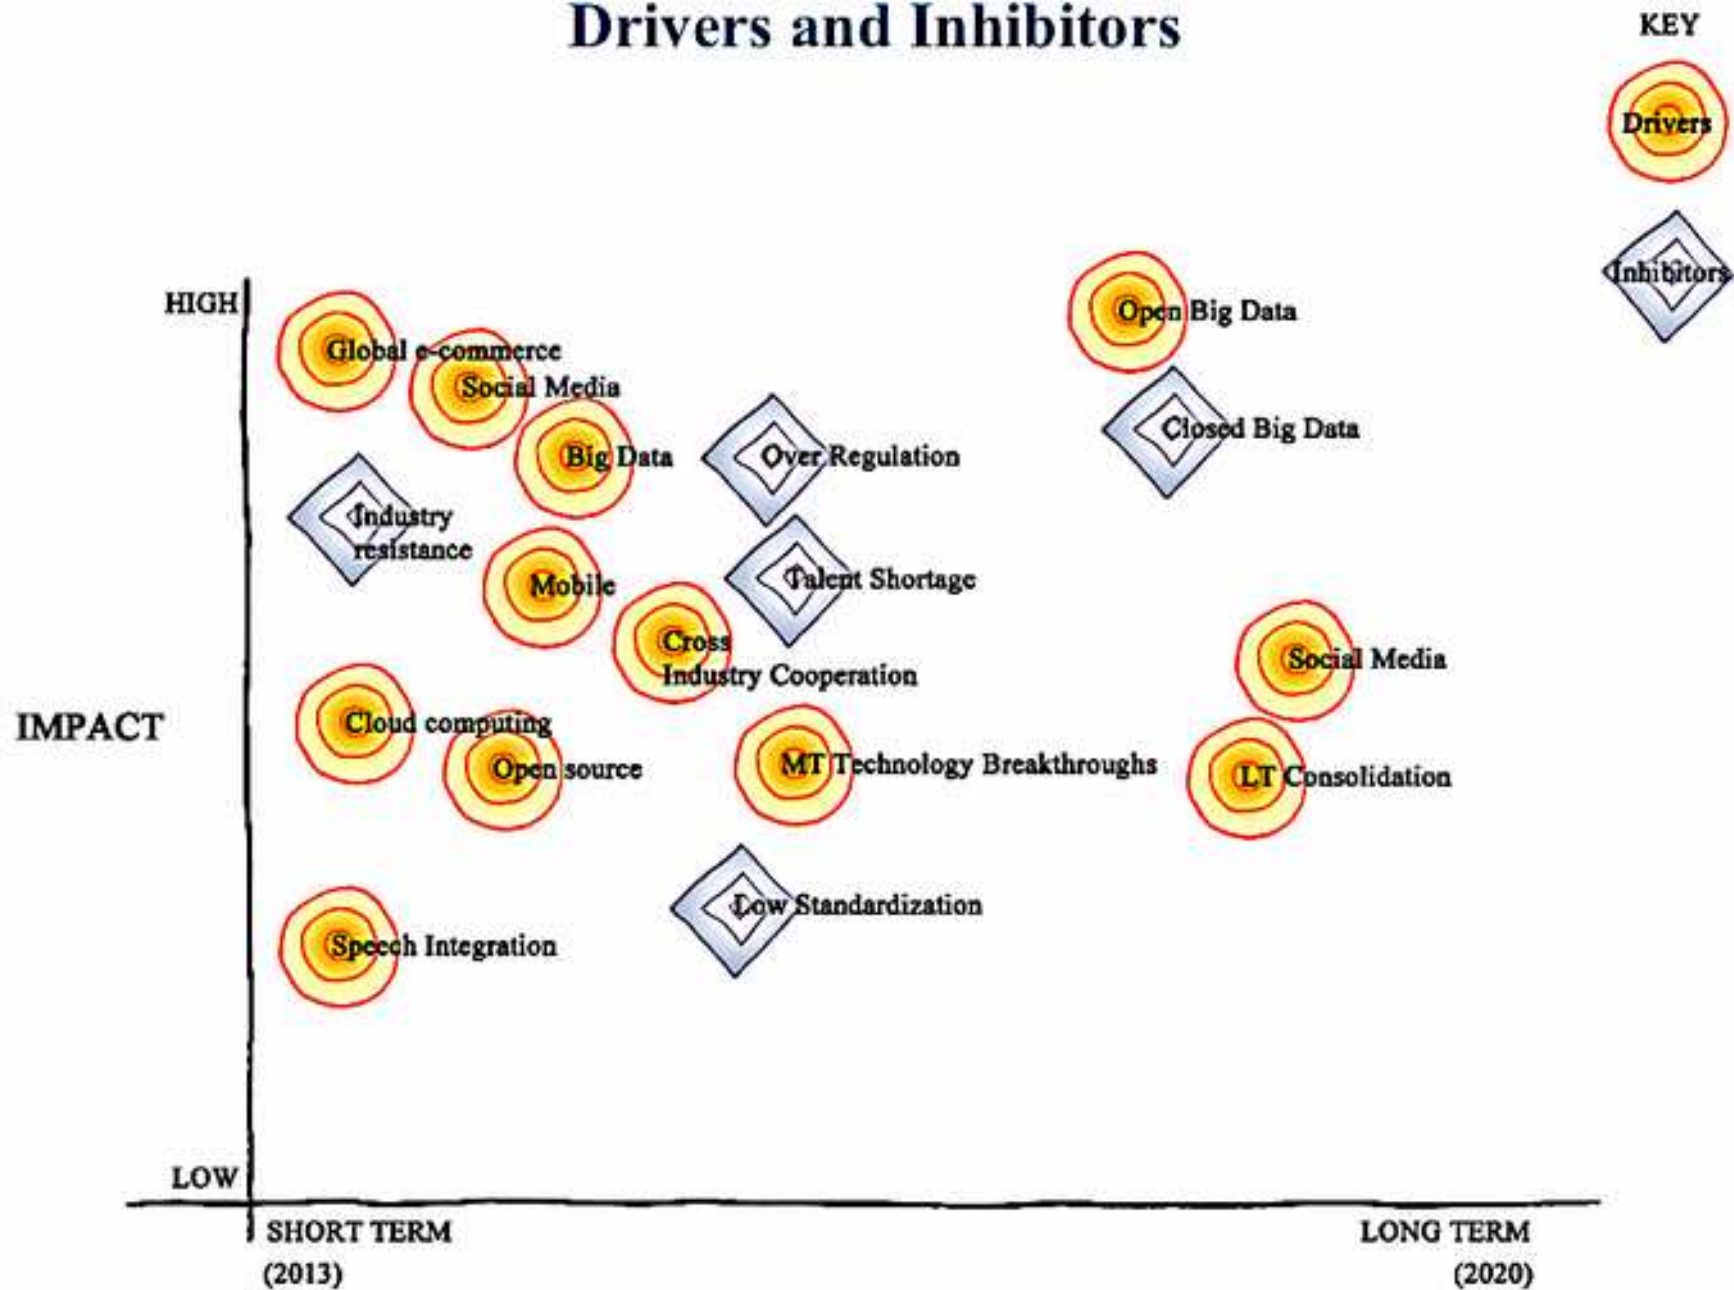 Drivers and Inhibitors
KEY
Drivers
Inhibitors
HIGH
Open Big Data
Global e-commerce
Social Media
Closed Big Data
Big Data
Over Regulation
Industry
resistance
Talent Shortage
Mobile
Cross
Industry Cooperation
Social Media
IMPACT
Cloud computing
Open source
MT Technology Breakthroughs
LT Consolidation
Low Standardization
Speech Integration
LOW
SHORT TERM
(2013)
LONG TERM
(2020)